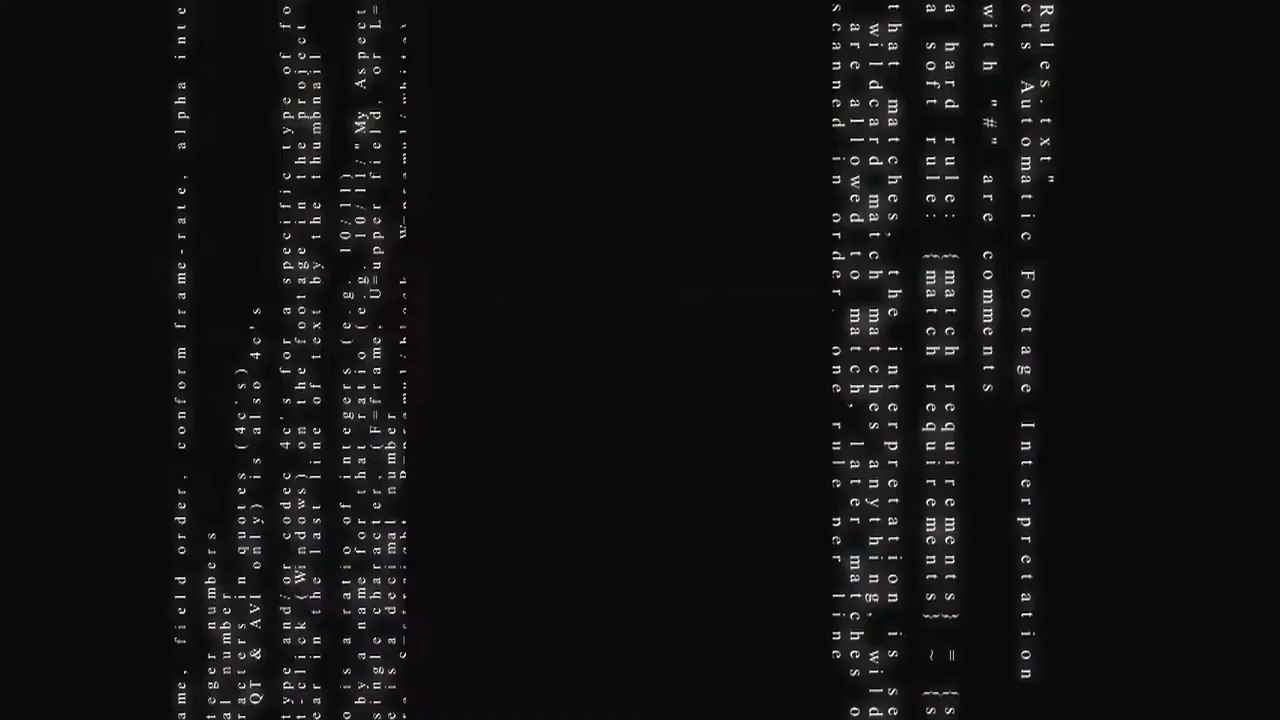 Rules.txt"
cts Automatic Footage Interpretation
with "#" are comments
a hard rule: {match requirements} = {s
a soft rule: {match requirements} ~ {s
that matches, the interpretation is se
wildcard match matches anything, wild
are allowed to match, later matches o
scanned in order, one rule per line
ame, field order, conform frame-rate, alpha inte
teger numbers
al number
racters in quotes (4c's)
QT & AVI only) is also 4c's
type and/or codec 4c's for a specific type of fo
t-click (Windows) on the footage in the project
ear in the last line of text by the thumbnail
o is a ratio of integers (e.g. 10/11)
by a name for that ratio (e.g. 10/11/"My Aspect
single character, (F=frame, U=upper field, or L=
e is a decimal number